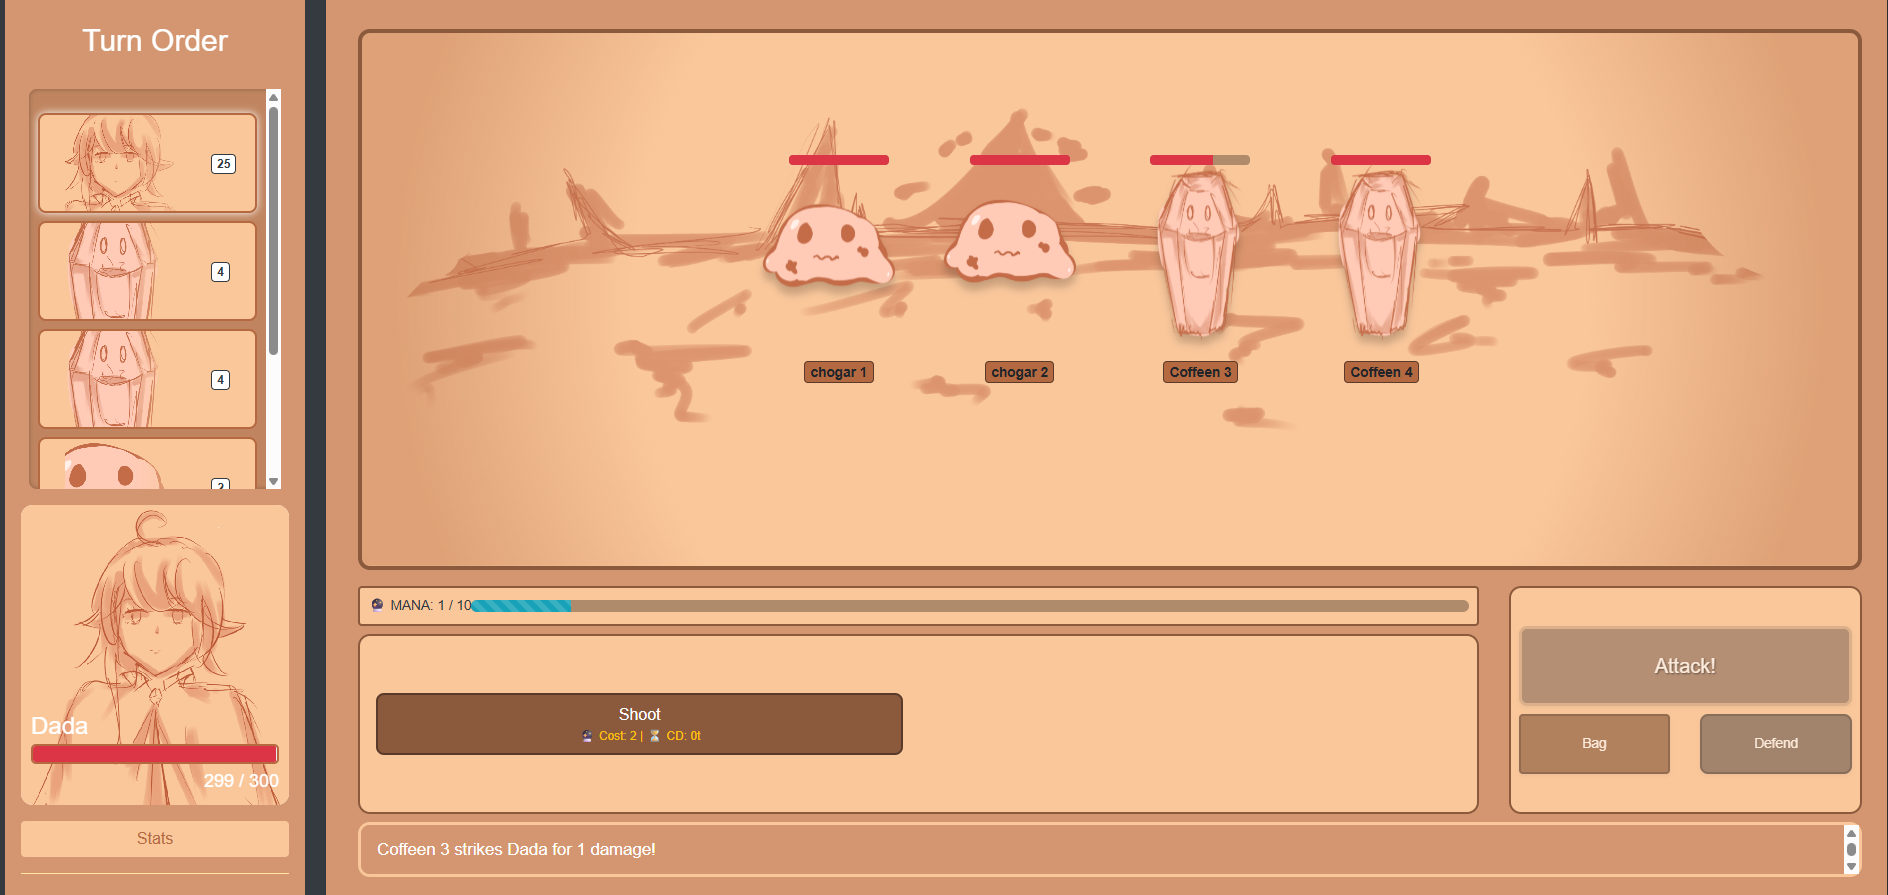 Turn Order
25
4
4
2
Dada
299 / 300
Stats
chogar 1
chogar 2
Coffeen 3
Coffeen 4
MANA: 1 / 10
Shoot
Cost: 2 | CD: 0t
Attack!
Bag
Defend
Coffeen 3 strikes Dada for 1 damage!